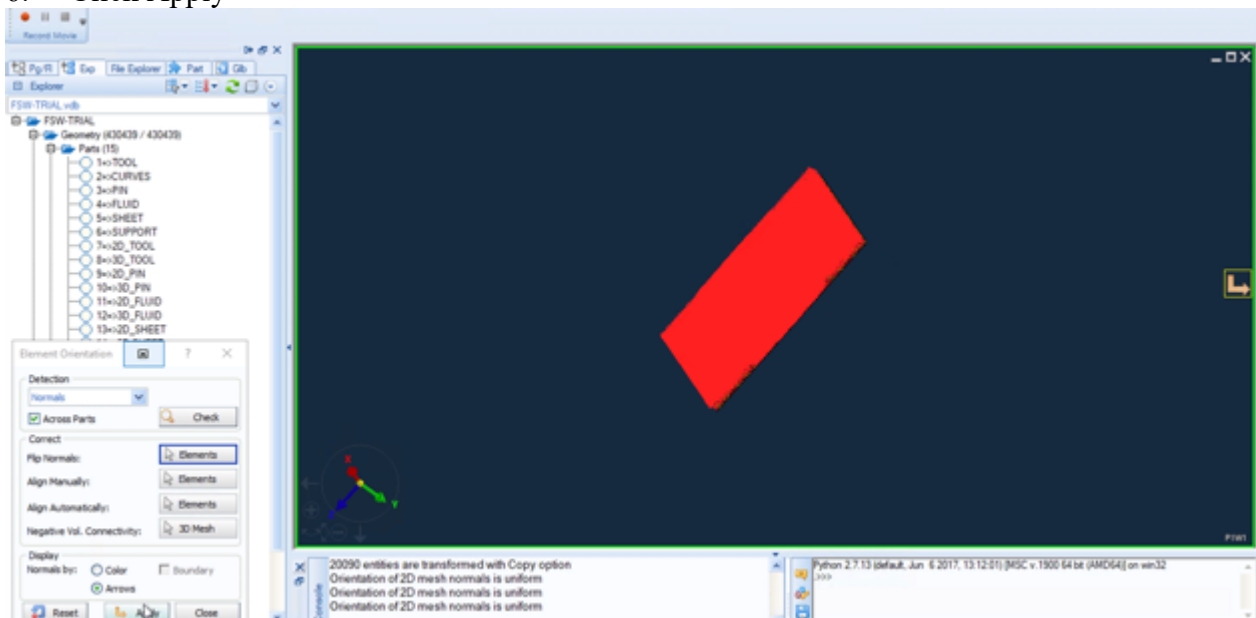 Record Movie
Pg/R Exp File Explorer Part Glb
Explorer
FSW-TRIAL.vdb
FSW-TRIAL
Geometry (430439 / 430439)
Parts (15)
1=>TOOL
2=>CURVES
3=>PIN
4=>FLUID
5=>SHEET
6=>SUPPORT
7=>2D_TOOL
8=>3D_TOOL
9=>2D_PIN
10=>3D_PIN
11=>2D_FLUID
12=>3D_FLUID
13=>2D_SHEET
Element Orientation ? X
Detection
Normals
Across Parts Check
Correct
Flip Normals: Elements
Align Manually: Elements
Align Automatically: Elements
Negative Vol. Connectivity: 3D Mesh
Display
Normals by: Color Boundary
Arrows
Reset Apply Close
X
Y
P1W1
Console
20090 entities are transformed with Copy option
Orientation of 2D mesh normals is uniform
Orientation of 2D mesh normals is uniform
Orientation of 2D mesh normals is uniform
Python 2.7.13 (default, Jun 6 2017, 13:12:01) [MSC v.1900 64 bit (AMD64)] on win32
>>>